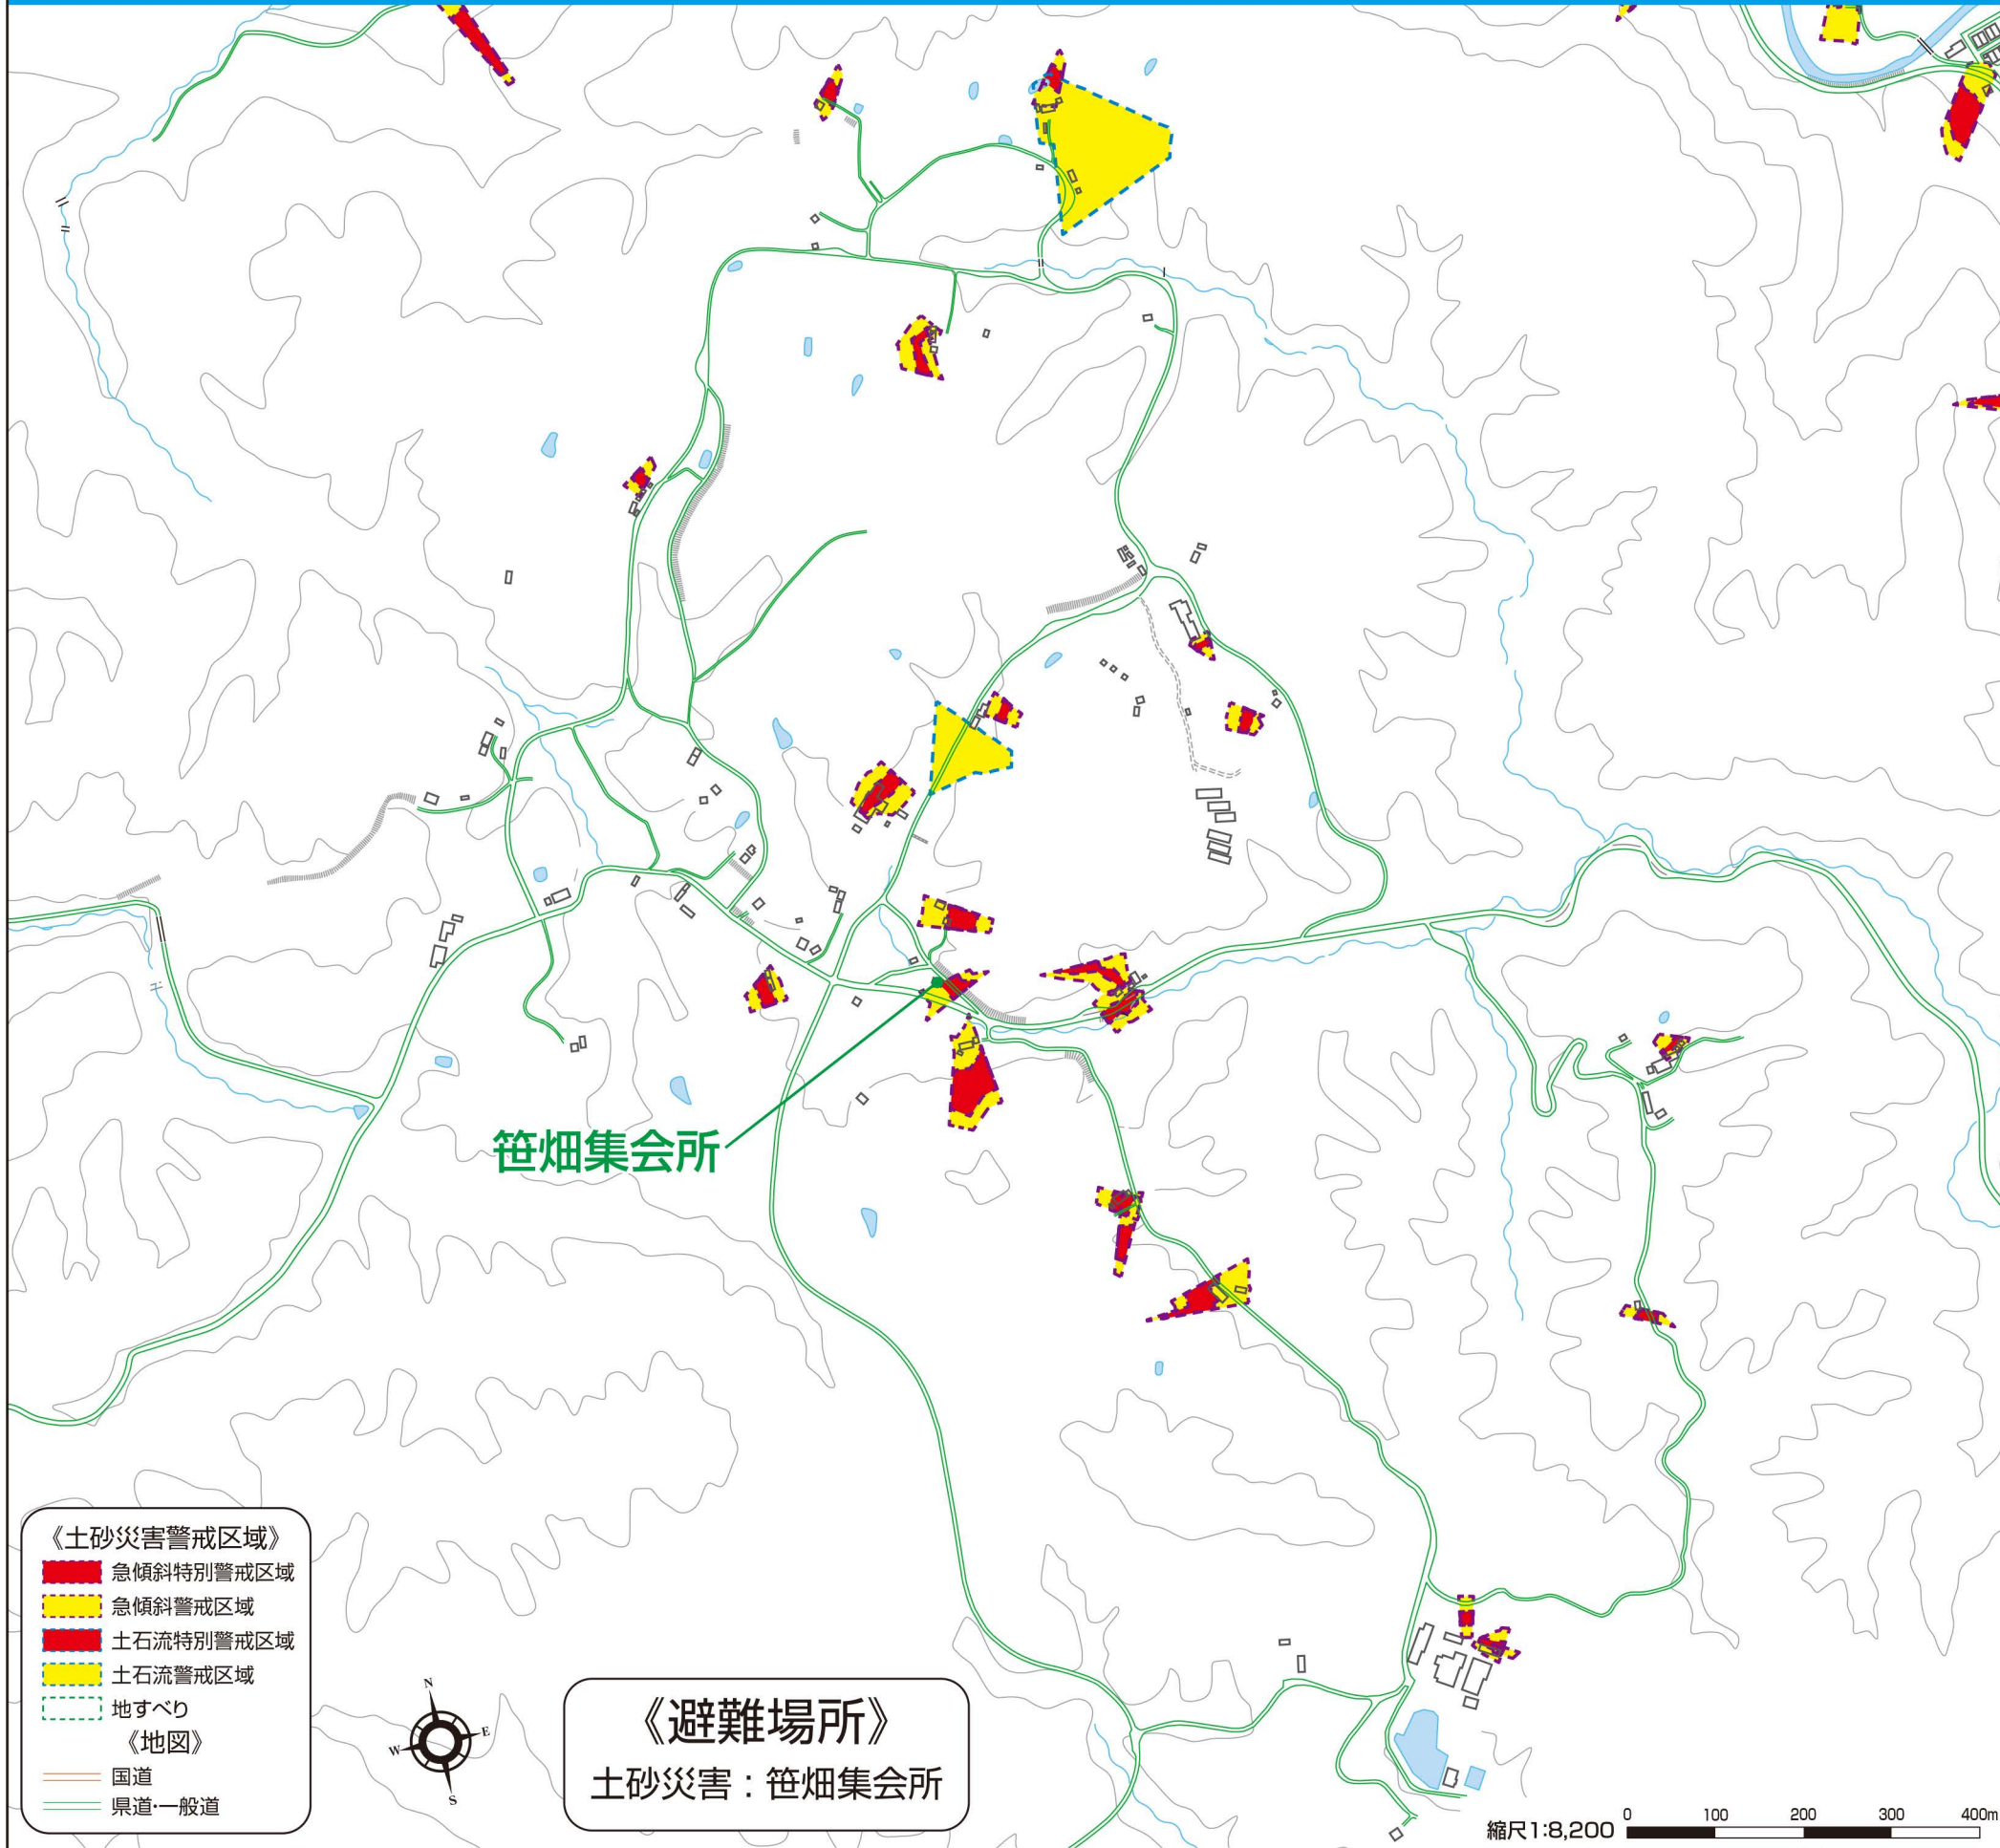 笹畑集会所
《土砂災害警戒区域》
急傾斜特別警戒区域
急傾斜警戒区域
土石流特別警戒区域
土石流警戒区域
地すべり
《地図》
国道
県道・一般道
N
W
E
S
《避難場所》
土砂災害：笹畑集会所
縮尺1:8,200
0 100 200 300 400m